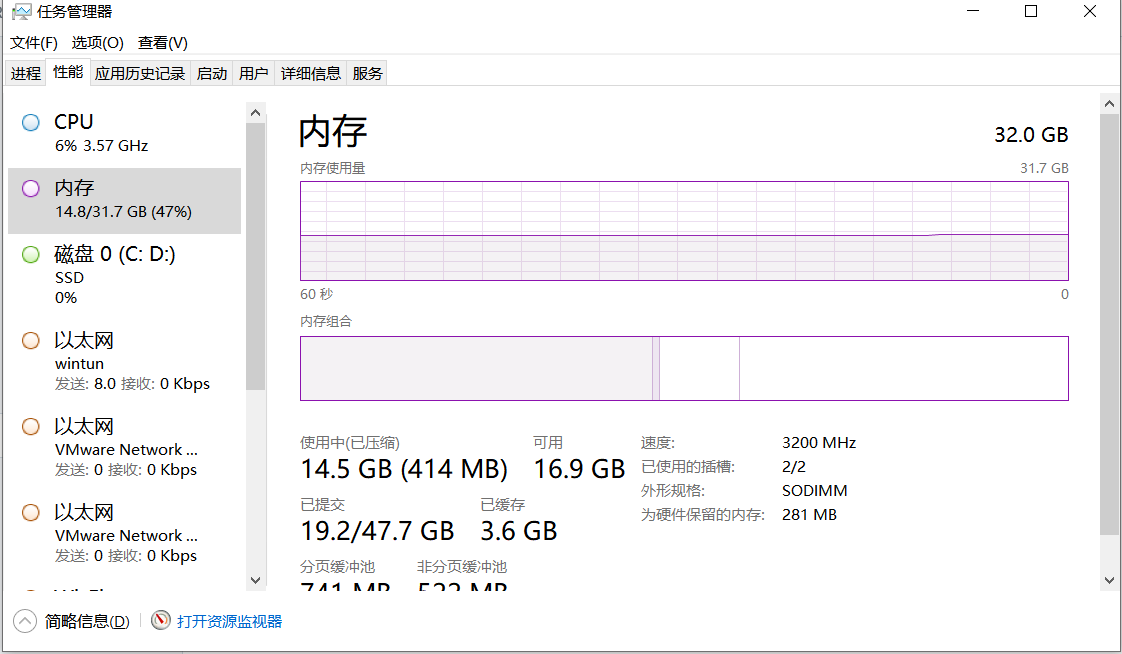 任务管理器
文件(F) 选项(O) 查看(V)
进程 性能 应用历史记录 启动 用户 详细信息 服务
CPU
6% 3.57 GHz
内存
14.8/31.7 GB (47%)
磁盘 0 (C: D:)
SSD
0%
以太网
wintun
发送: 8.0 接收: 0 Kbps
以太网
VMware Network ...
发送: 0 接收: 0 Kbps
以太网
VMware Network ...
发送: 0 接收: 0 Kbps
内存 32.0 GB
内存使用量 31.7 GB
60 秒 0
内存组合
使用中(已压缩) 可用
14.5 GB (414 MB) 16.9 GB
已提交 已缓存
19.2/47.7 GB 3.6 GB
分页缓冲池 非分页缓冲池
741 MB 522 MB
速度: 3200 MHz
已使用的插槽: 2/2
外形规格: SODIMM
为硬件保留的内存: 281 MB
简略信息(D) 打开资源监视器